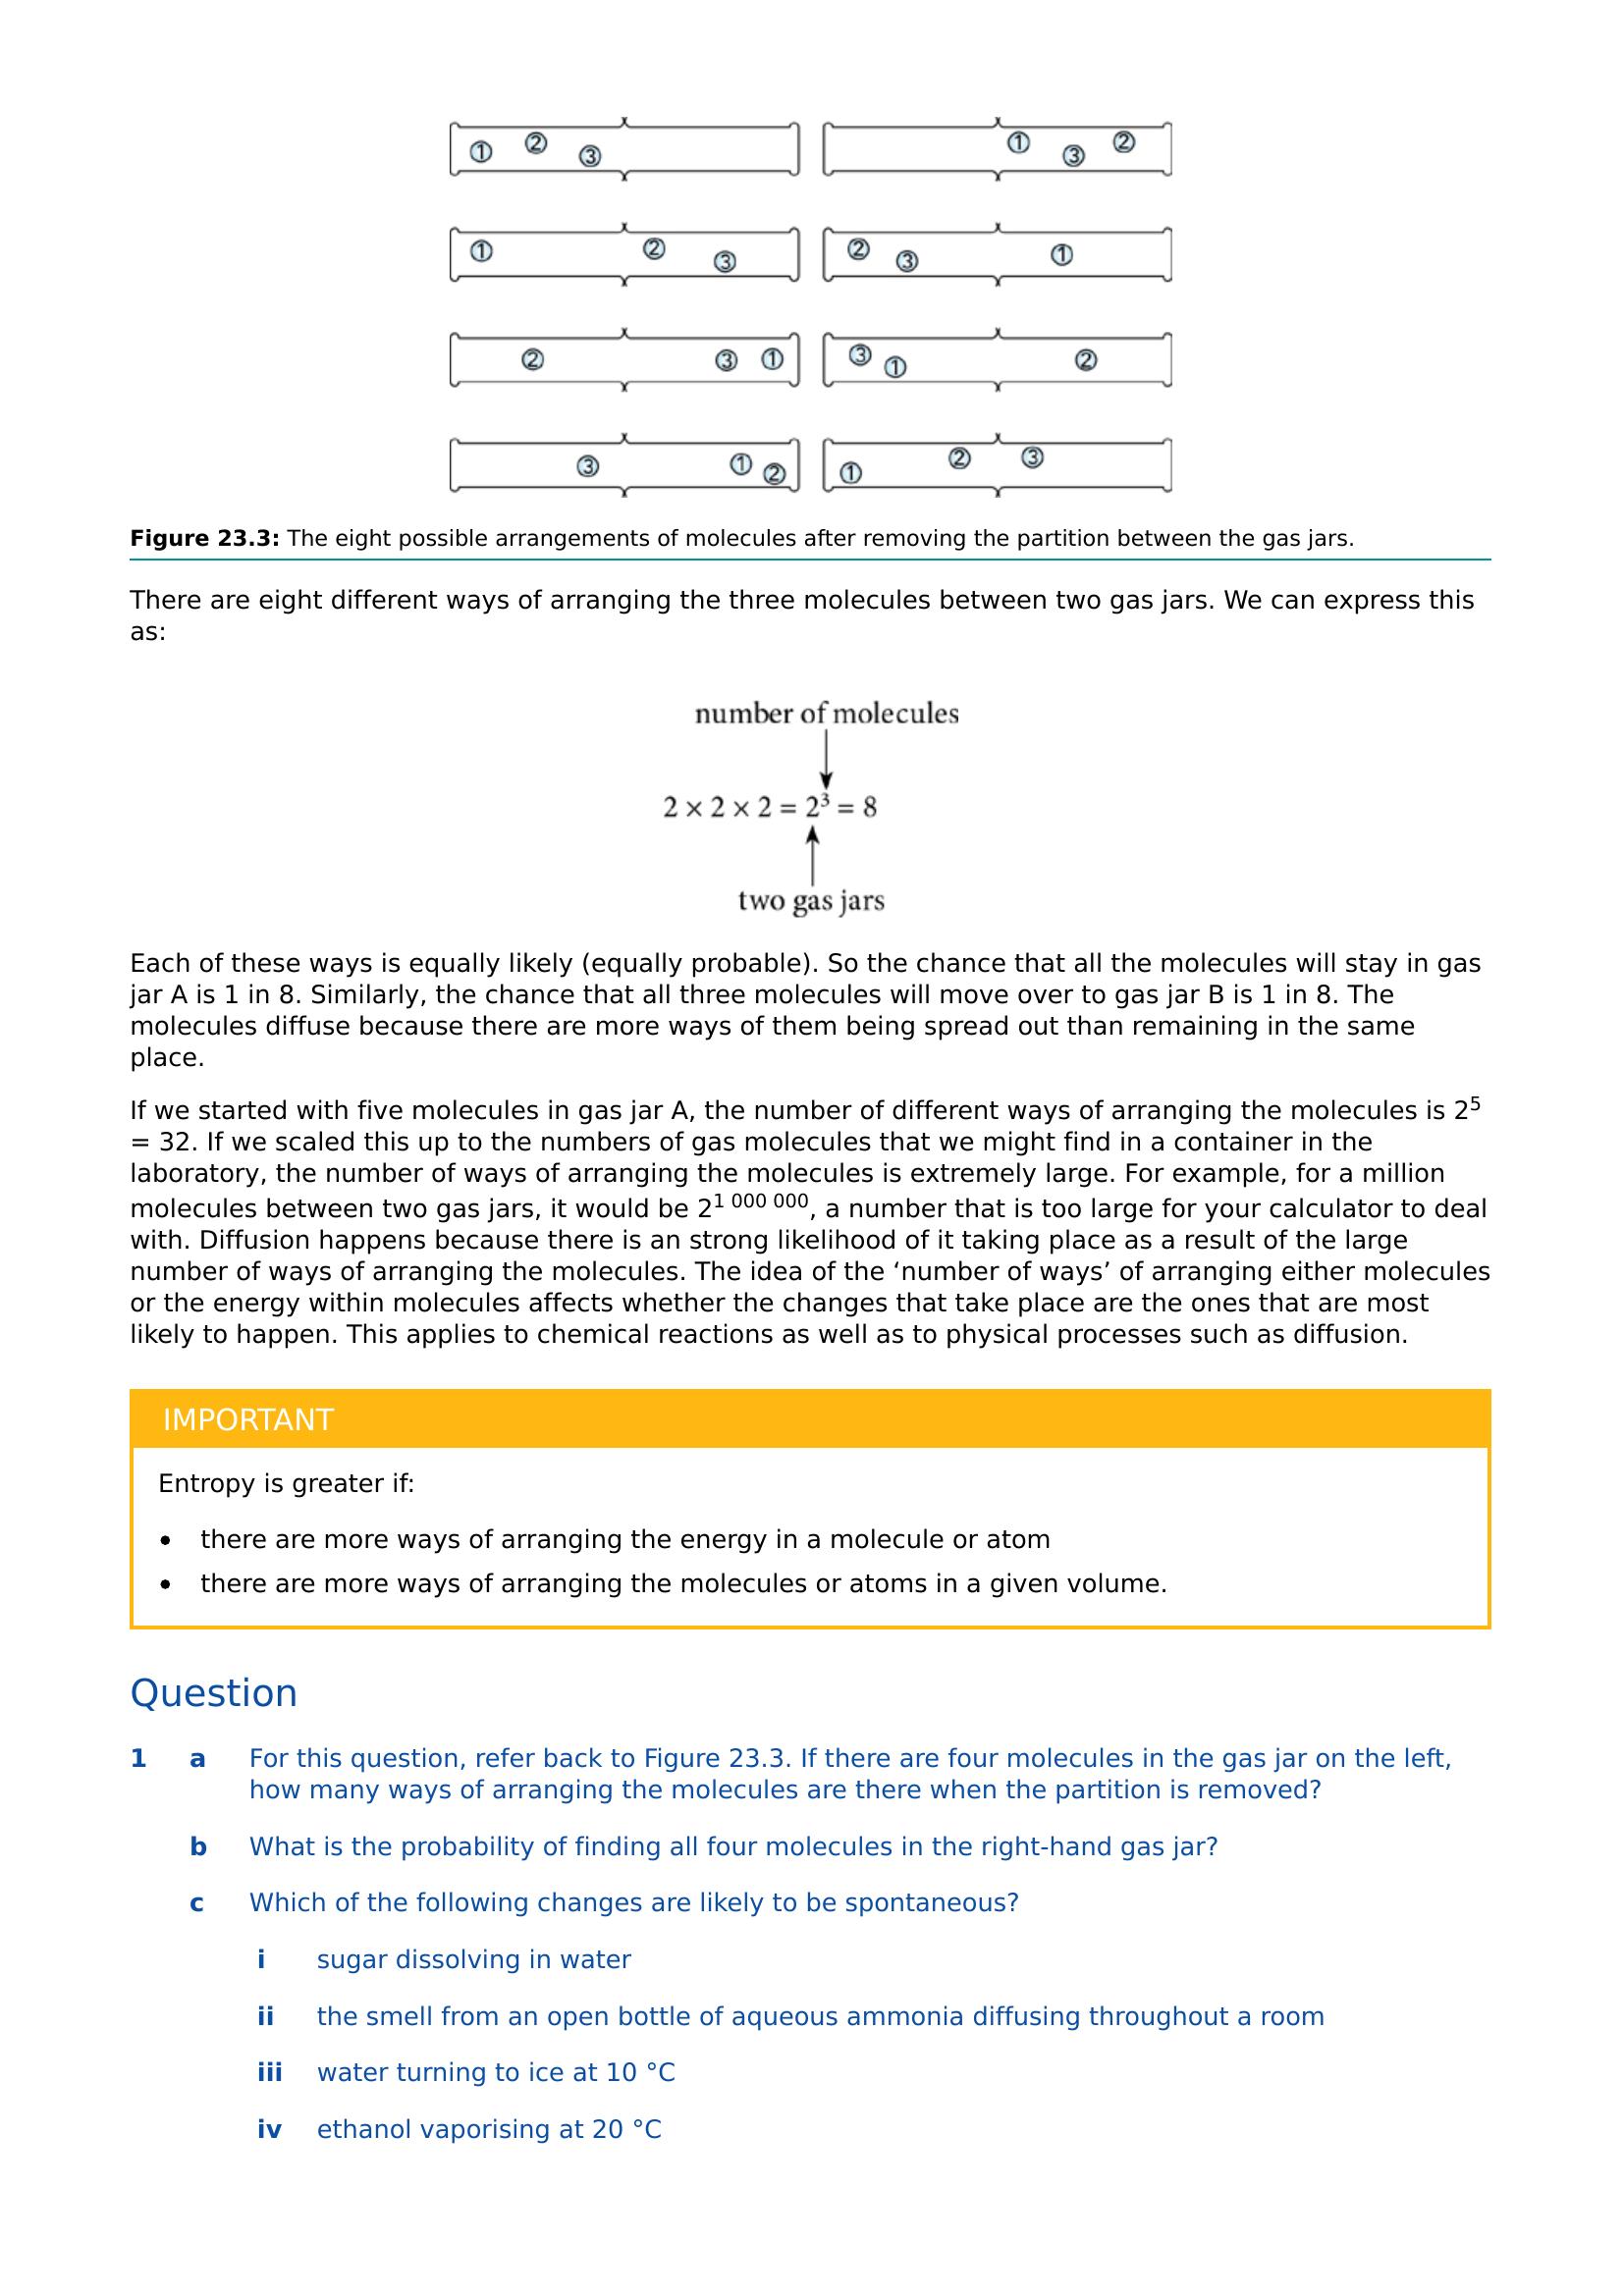 ① ② ③ ① ③ ②
① ② ③ ② ③ ①
② ③ ① ③ ① ②
③ ① ② ① ② ③
Figure 23.3: The eight possible arrangements of molecules after removing the partition between the gas jars.
There are eight different ways of arranging the three molecules between two gas jars. We can express this
as:
number of molecules
2 × 2 × 2 = 2³ = 8
two gas jars
Each of these ways is equally likely (equally probable). So the chance that all the molecules will stay in gas
jar A is 1 in 8. Similarly, the chance that all three molecules will move over to gas jar B is 1 in 8. The
molecules diffuse because there are more ways of them being spread out than remaining in the same
place.
If we started with five molecules in gas jar A, the number of different ways of arranging the molecules is 2⁵
= 32. If we scaled this up to the numbers of gas molecules that we might find in a container in the
laboratory, the number of ways of arranging the molecules is extremely large. For example, for a million
molecules between two gas jars, it would be 2¹ ⁰⁰⁰ ⁰⁰⁰, a number that is too large for your calculator to deal
with. Diffusion happens because there is an strong likelihood of it taking place as a result of the large
number of ways of arranging the molecules. The idea of the ‘number of ways’ of arranging either molecules
or the energy within molecules affects whether the changes that take place are the ones that are most
likely to happen. This applies to chemical reactions as well as to physical processes such as diffusion.
IMPORTANT
Entropy is greater if:
• there are more ways of arranging the energy in a molecule or atom
• there are more ways of arranging the molecules or atoms in a given volume.
Question
1 a For this question, refer back to Figure 23.3. If there are four molecules in the gas jar on the left,
how many ways of arranging the molecules are there when the partition is removed?
b What is the probability of finding all four molecules in the right-hand gas jar?
c Which of the following changes are likely to be spontaneous?
i sugar dissolving in water
ii the smell from an open bottle of aqueous ammonia diffusing throughout a room
iii water turning to ice at 10 °C
iv ethanol vaporising at 20 °C